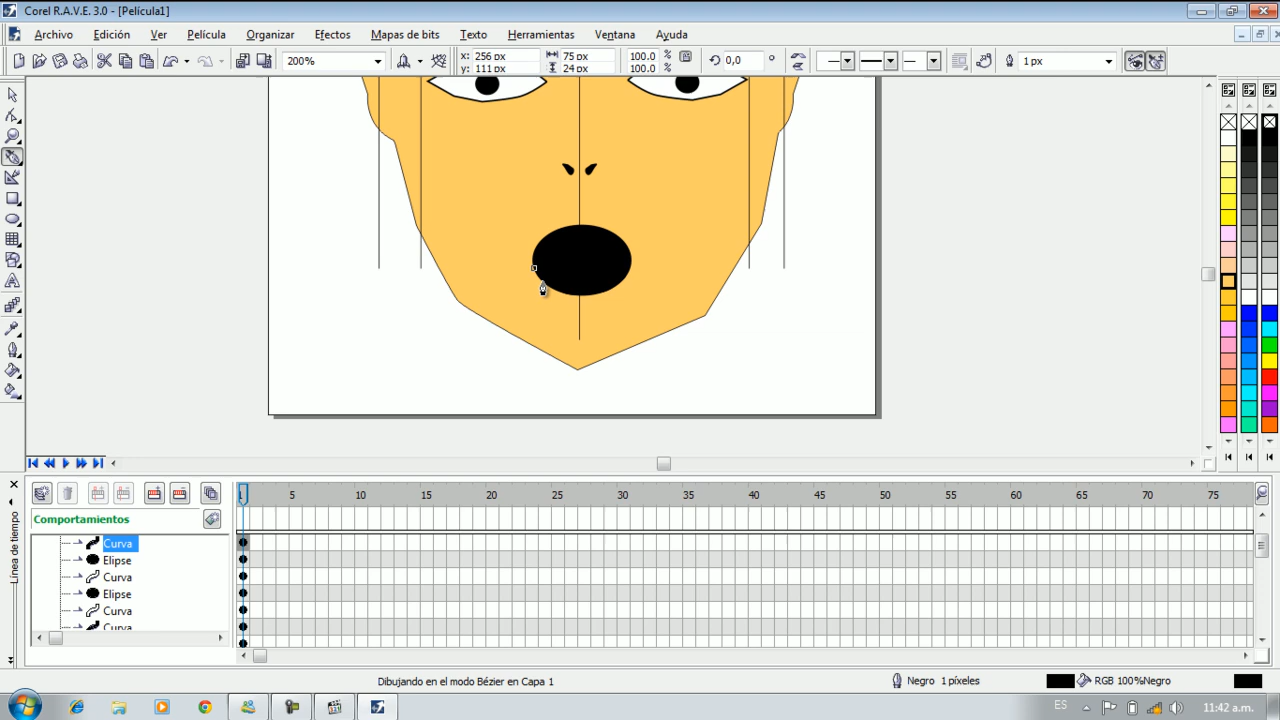 Corel R.A.V.E. 3.0 - [Película1]
Archivo Edición Ver Película Organizar Efectos Mapas de bits Texto Herramientas Ventana Ayuda
200% x: 256 px 75 px 100.0 % 0,0 ° 1 px
y: 111 px 24 px 100.0 %
Línea de tiempo
1 5 10 15 20 25 30 35 40 45 50 55 60 65 70 75
Comportamientos
Curva
Elipse
Curva
Elipse
Curva
Curva
Dibujando en el modo Bézier en Capa 1 Negro 1 píxeles RGB 100%Negro
ES 11:42 a.m.